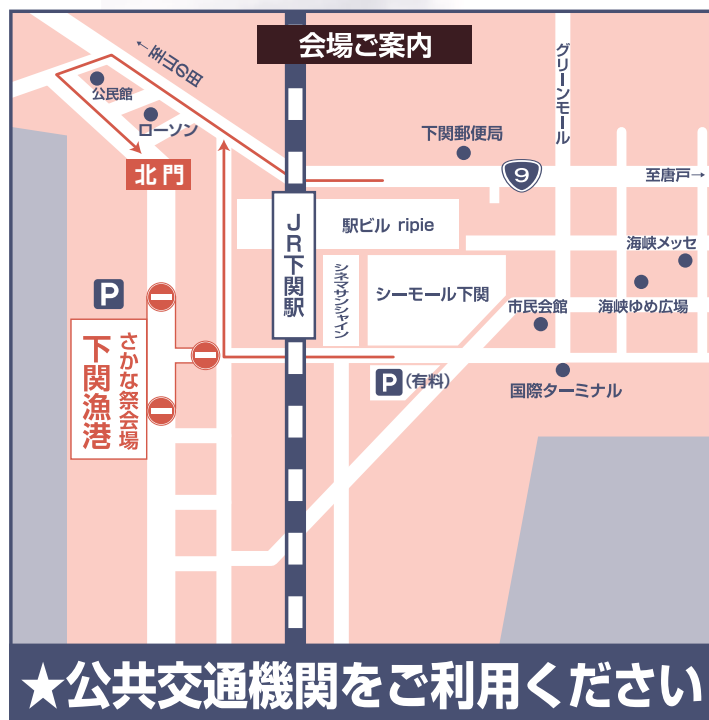 会場ご案内
←至山の田
グリーンモール
公民館
ローソン
下関郵便局
北門
9
至唐戸→
JR下関駅
駅ビル ripie
海峡メッセ
シネマサンシャイン
シーモール下関
市民会館
海峡ゆめ広場
P
さかな祭会場
下関漁港
P(有料)
国際ターミナル
★公共交通機関をご利用ください